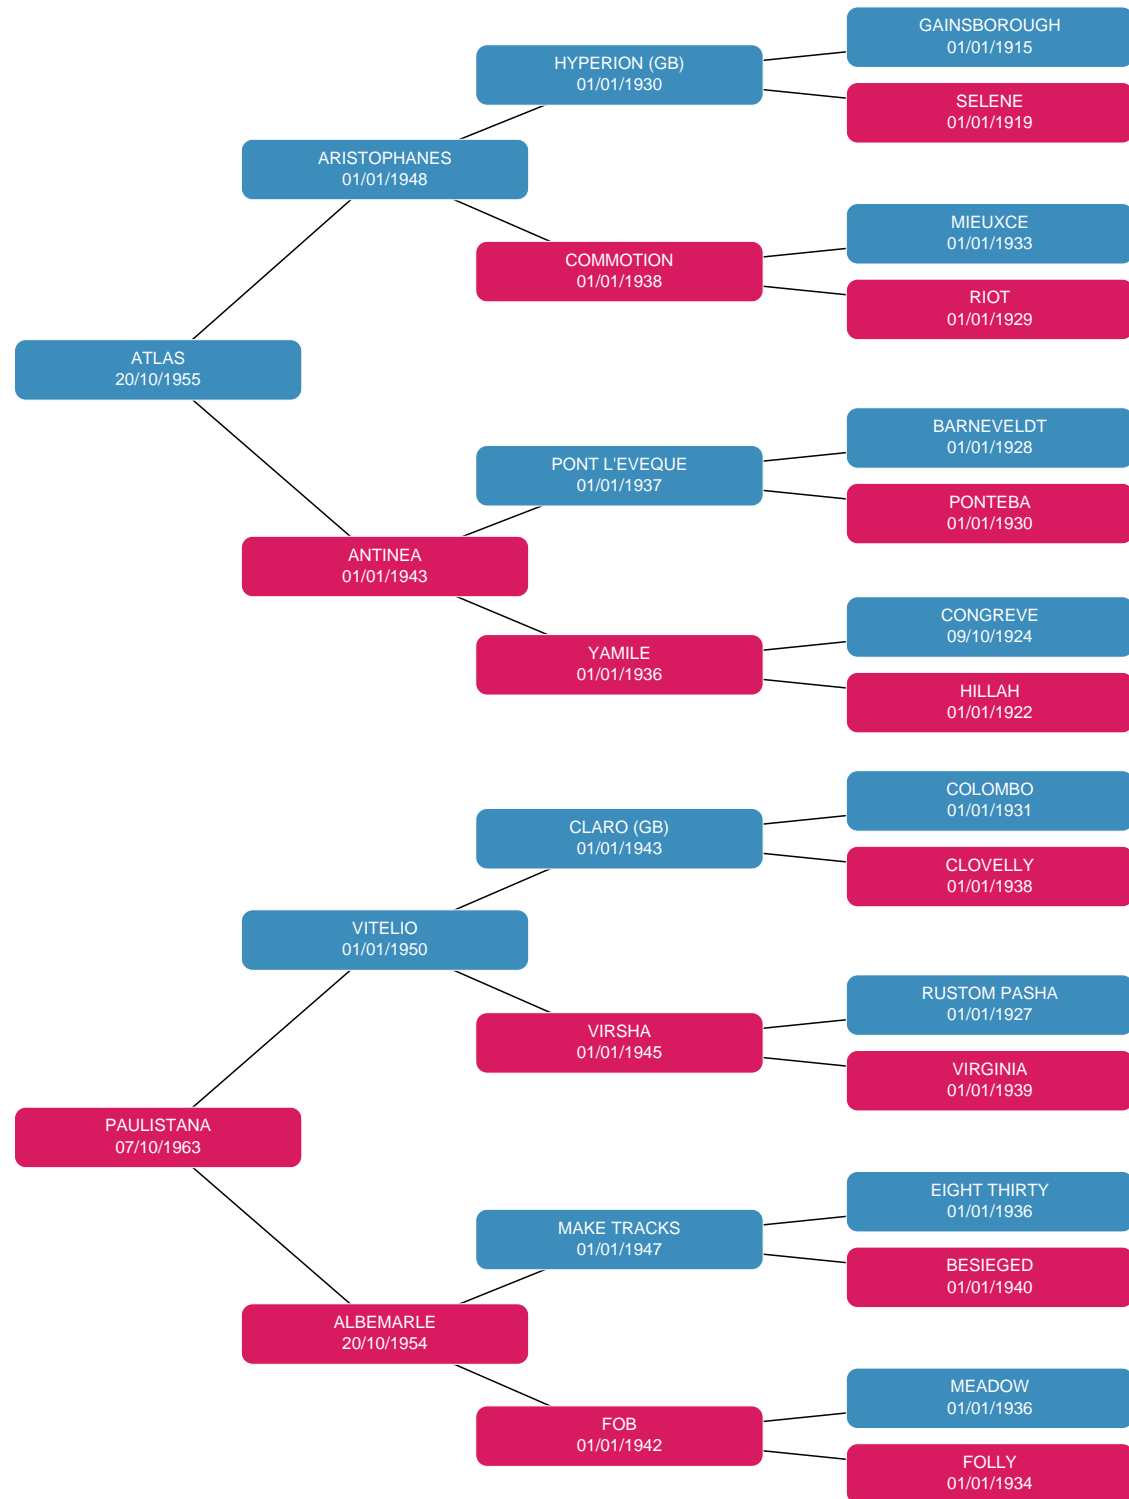 GAINSBOROUGH
01/01/1915
HYPERION (GB)
01/01/1930
SELENE
01/01/1919
ARISTOPHANES
01/01/1948
MIEUXCE
01/01/1933
COMMOTION
01/01/1938
RIOT
01/01/1929
ATLAS
20/10/1955
BARNEVELDT
01/01/1928
PONT L'EVEQUE
01/01/1937
PONTEBA
01/01/1930
ANTINEA
01/01/1943
CONGREVE
09/10/1924
YAMILE
01/01/1936
HILLAH
01/01/1922
COLOMBO
01/01/1931
CLARO (GB)
01/01/1943
CLOVELLY
01/01/1938
VITELIO
01/01/1950
RUSTOM PASHA
01/01/1927
VIRSHA
01/01/1945
VIRGINIA
01/01/1939
PAULISTANA
07/10/1963
EIGHT THIRTY
01/01/1936
MAKE TRACKS
01/01/1947
BESIEGED
01/01/1940
ALBEMARLE
20/10/1954
MEADOW
01/01/1936
FOB
01/01/1942
FOLLY
01/01/1934